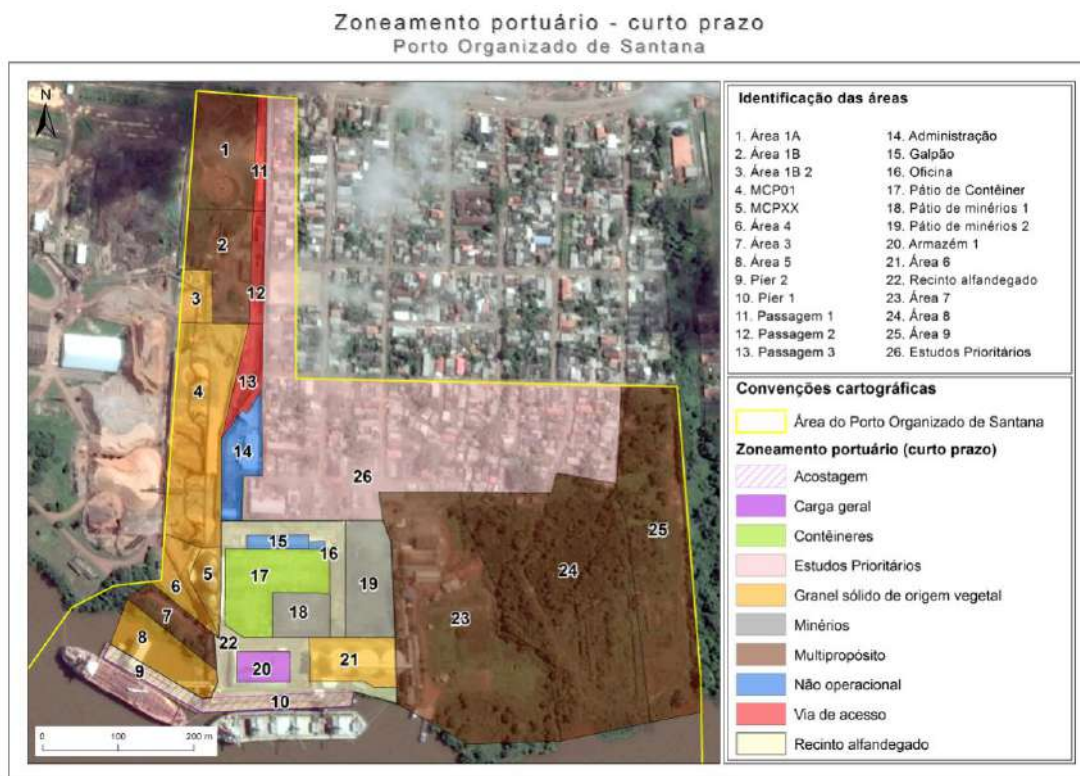 Zoneamento portuário - curto prazo
Porto Organizado de Santana
N
1
11
2
12
3
4
13
14
26
15
16
17
5
19
25
24
6
18
7
23
8
22
21
20
9
10
0 100 200 m
Identificação das áreas
1. Área 1A
2. Área 1B
3. Área 1B 2
4. MCP01
5. MCPXX
6. Área 4
7. Área 3
8. Área 5
9. Píer 2
10. Píer 1
11. Passagem 1
12. Passagem 2
13. Passagem 3
14. Administração
15. Galpão
16. Oficina
17. Pátio de Contêiner
18. Pátio de minérios 1
19. Pátio de minérios 2
20. Armazém 1
21. Área 6
22. Recinto alfandegado
23. Área 7
24. Área 8
25. Área 9
26. Estudos Prioritários
Convenções cartográficas
Área do Porto Organizado de Santana
Zoneamento portuário (curto prazo)
Acostagem
Carga geral
Contêineres
Estudos Prioritários
Granel sólido de origem vegetal
Minérios
Multipropósito
Não operacional
Via de acesso
Recinto alfandegado